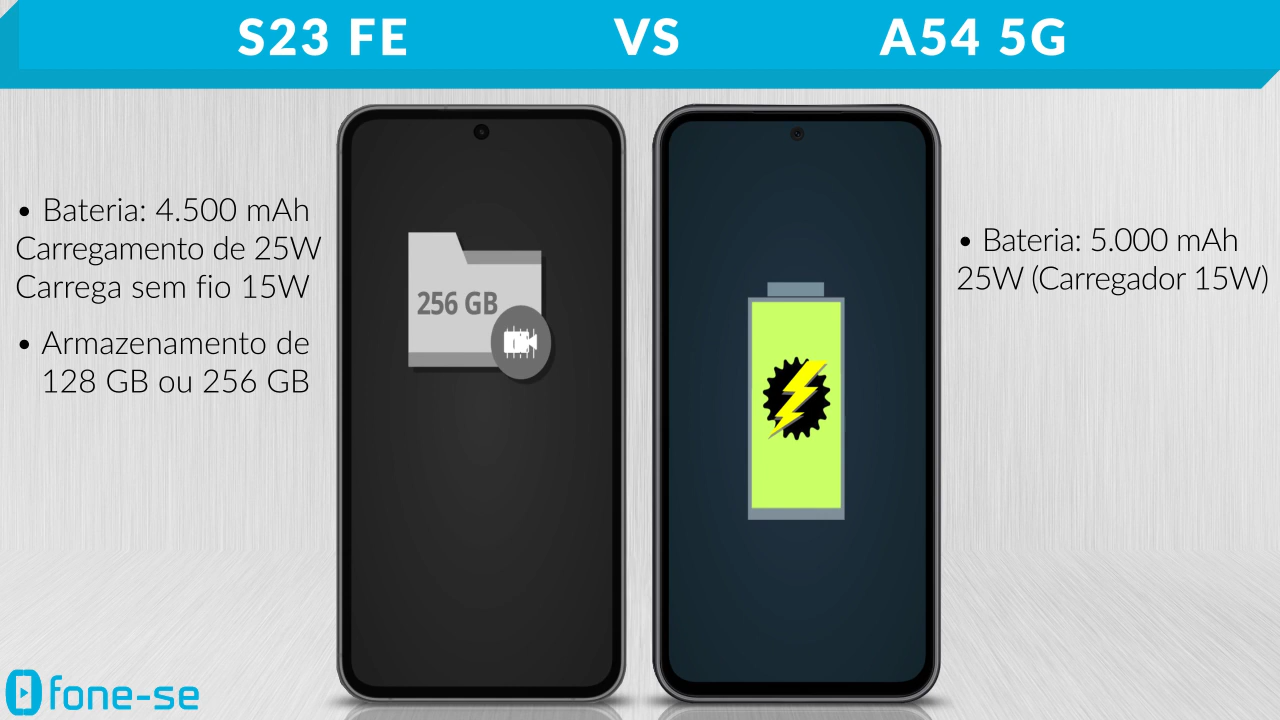 S23 FE VS A54 5G
• Bateria: 4.500 mAh
Carregamento de 25W
Carrega sem fio 15W
• Armazenamento de
128 GB ou 256 GB
256 GB
• Bateria: 5.000 mAh
25W (Carregador 15W)
fone-se